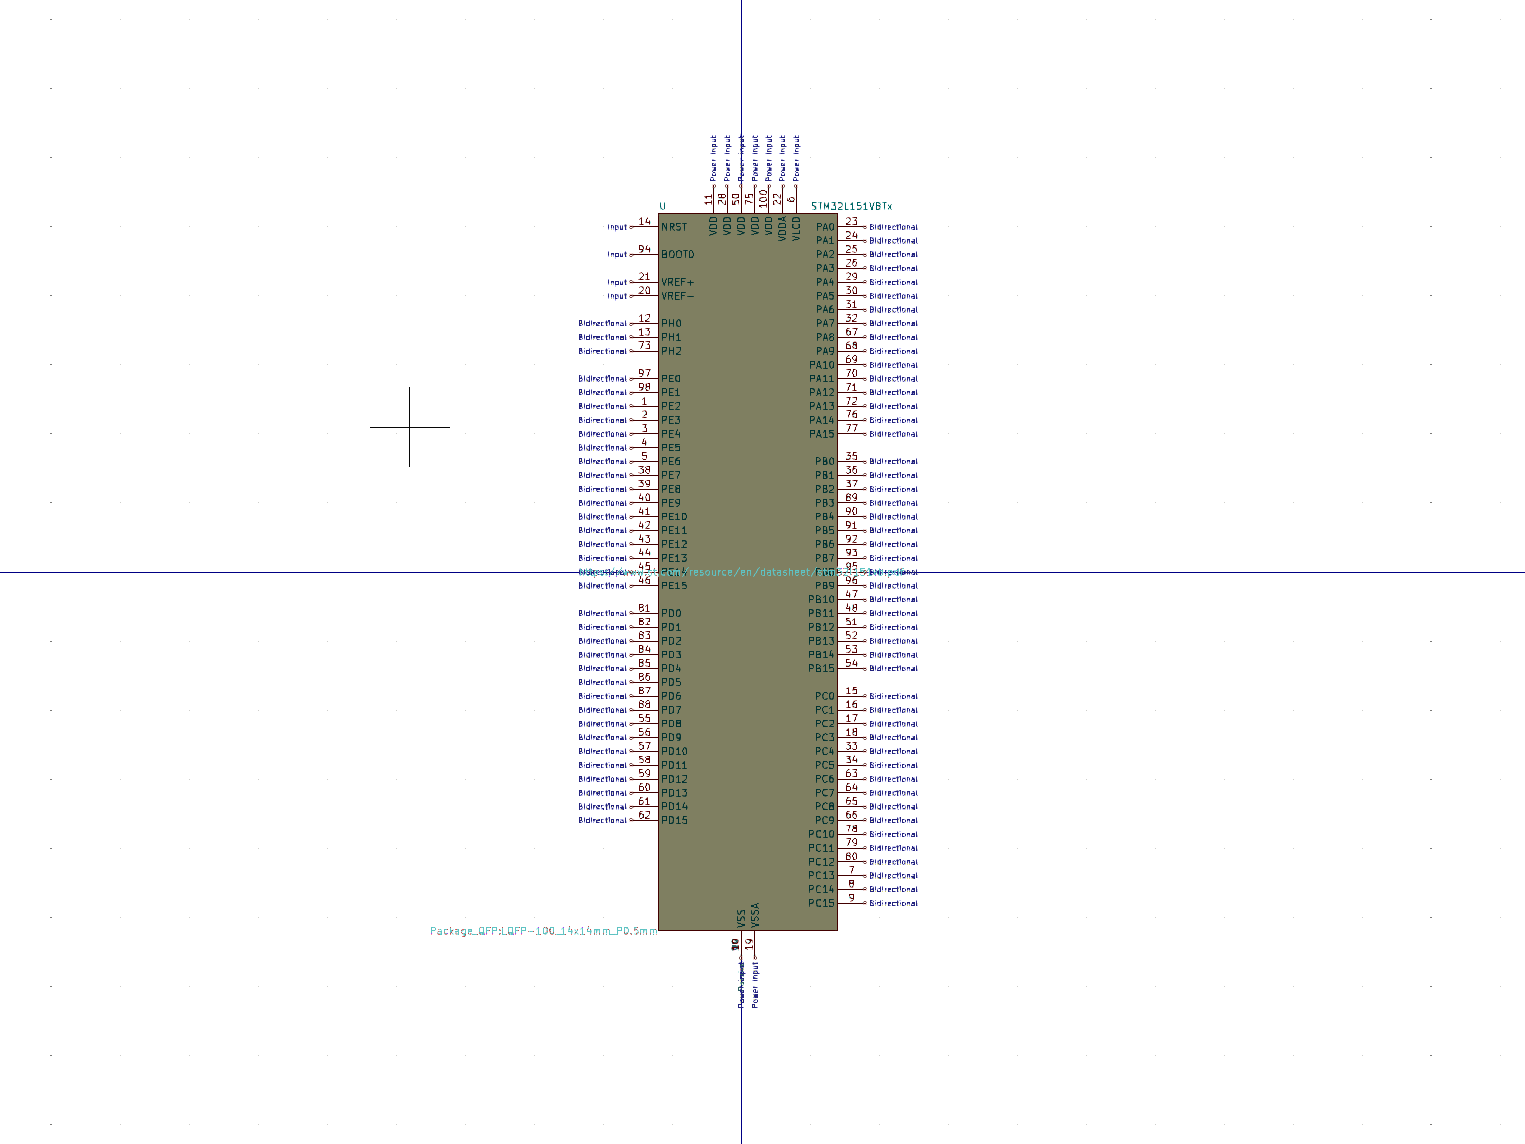 Power Input Power Input Power Input Power Input Power Input Power Input Power Input
11 28 50 75 100 22 6
U STM32L151VBTx
VDD VDD VDD VDD VDD VDDA VLCD
Input 14 NRST PA0 23 Bidirectional
PA1 24 Bidirectional
Input 94 BOOT0 PA2 25 Bidirectional
PA3 26 Bidirectional
Input 21 VREF+ PA4 29 Bidirectional
Input 20 VREF- PA5 30 Bidirectional
PA6 31 Bidirectional
Bidirectional 12 PH0 PA7 32 Bidirectional
Bidirectional 13 PH1 PA8 67 Bidirectional
Bidirectional 73 PH2 PA9 68 Bidirectional
PA10 69 Bidirectional
Bidirectional 97 PE0 PA11 70 Bidirectional
Bidirectional 98 PE1 PA12 71 Bidirectional
Bidirectional 1 PE2 PA13 72 Bidirectional
Bidirectional 2 PE3 PA14 76 Bidirectional
Bidirectional 3 PE4 PA15 77 Bidirectional
Bidirectional 4 PE5
Bidirectional 5 PE6 PB0 35 Bidirectional
Bidirectional 38 PE7 PB1 36 Bidirectional
Bidirectional 39 PE8 PB2 37 Bidirectional
Bidirectional 40 PE9 PB3 89 Bidirectional
Bidirectional 41 PE10 PB4 90 Bidirectional
Bidirectional 42 PE11 PB5 91 Bidirectional
Bidirectional 43 PE12 PB6 92 Bidirectional
Bidirectional 44 PE13 PB7 93 Bidirectional
45 95
Bidirectional 46 PE15 PB9 96 Bidirectional
PB10 47 Bidirectional
Bidirectional 81 PD0 PB11 48 Bidirectional
Bidirectional 82 PD1 PB12 51 Bidirectional
Bidirectional 83 PD2 PB13 52 Bidirectional
Bidirectional 84 PD3 PB14 53 Bidirectional
Bidirectional 85 PD4 PB15 54 Bidirectional
Bidirectional 86 PD5
Bidirectional 87 PD6 PC0 15 Bidirectional
Bidirectional 88 PD7 PC1 16 Bidirectional
Bidirectional 55 PD8 PC2 17 Bidirectional
Bidirectional 56 PD9 PC3 18 Bidirectional
Bidirectional 57 PD10 PC4 33 Bidirectional
Bidirectional 58 PD11 PC5 34 Bidirectional
Bidirectional 59 PD12 PC6 63 Bidirectional
Bidirectional 60 PD13 PC7 64 Bidirectional
Bidirectional 61 PD14 PC8 65 Bidirectional
Bidirectional 62 PD15 PC9 66 Bidirectional
PC10 78 Bidirectional
PC11 79 Bidirectional
PC12 80 Bidirectional
PC13 7 Bidirectional
PC14 8 Bidirectional
PC15 9 Bidirectional
VSS VSSA
Package_QFP:LQFP-100_14x14mm_P0.5mm
19
Power Input Power Input